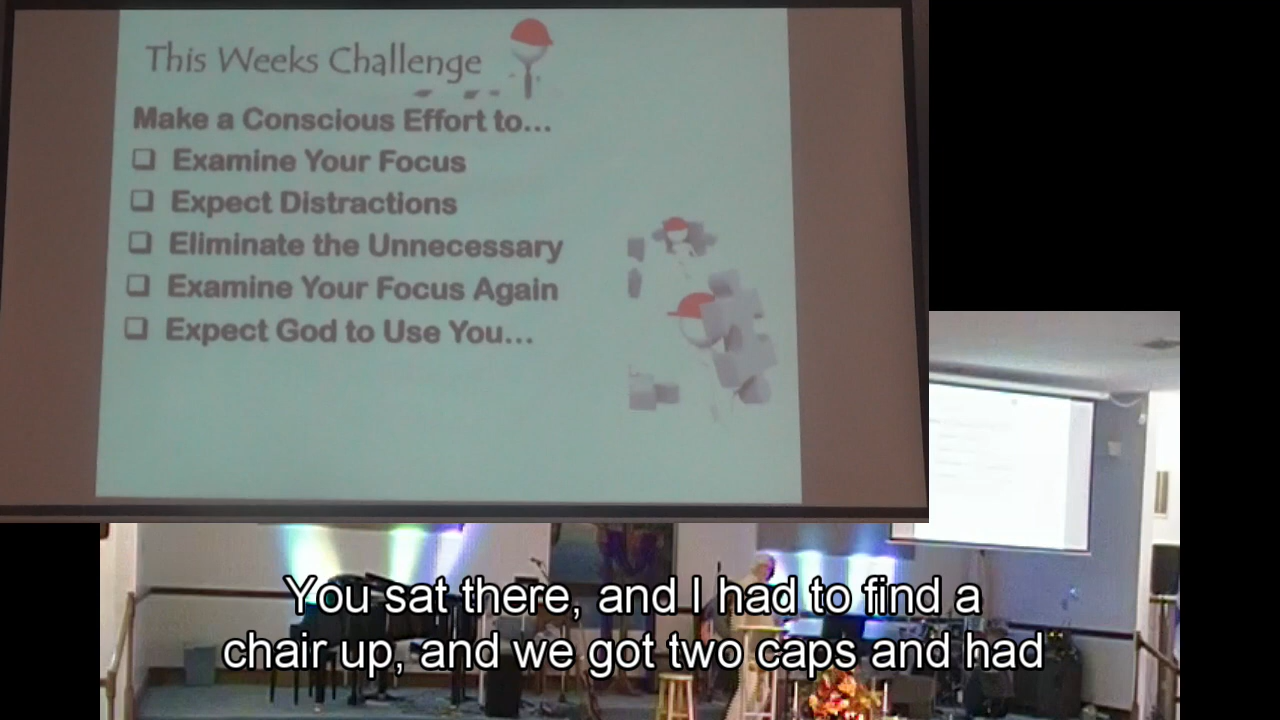 This Weeks Challenge
Make a Conscious Effort to...
❑ Examine Your Focus
❑ Expect Distractions
❑ Eliminate the Unnecessary
❑ Examine Your Focus Again
❑ Expect God to Use You...
You sat there, and I had to find a
chair up, and we got two caps and had